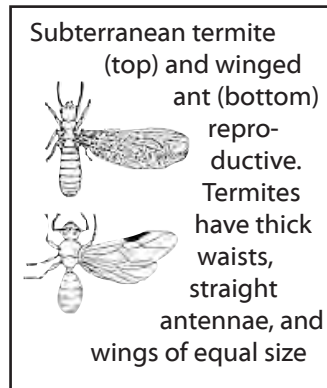 Subterranean termite
(top) and winged
ant (bottom)
repro-
ductive.
Termites
have thick
waists,
straight
antennae, and
wings of equal size